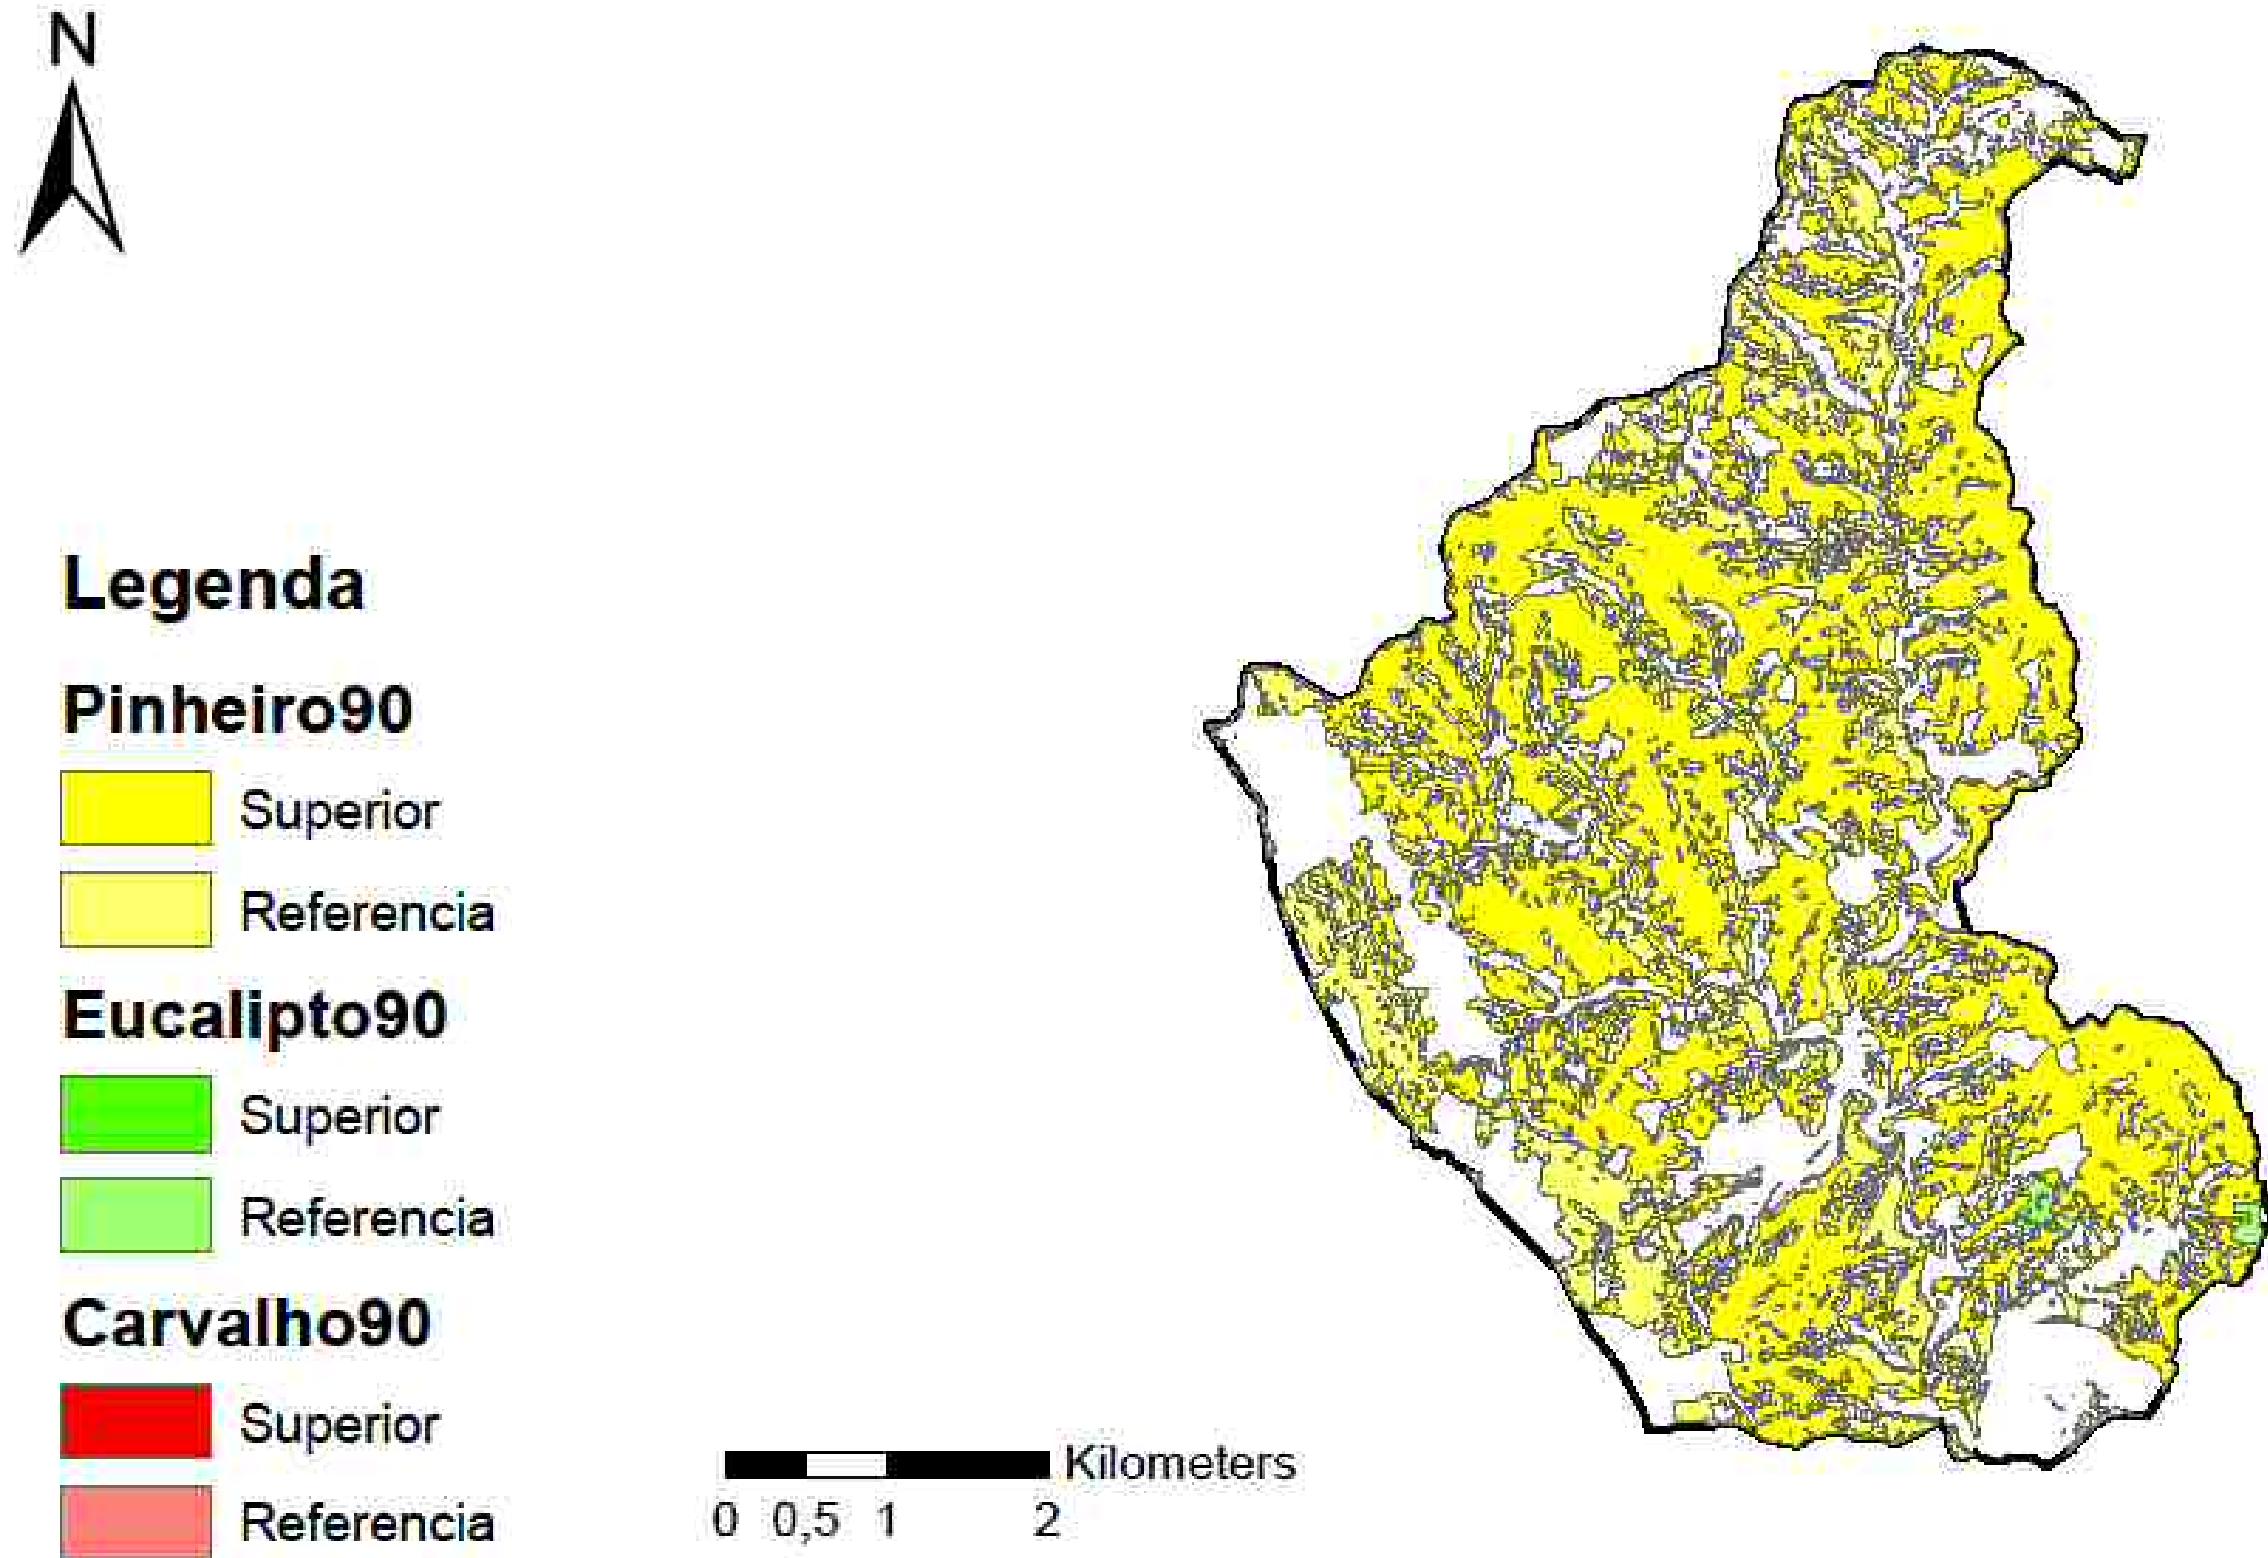 N
Legenda
Pinheiro90
Superior
Referencia
Eucalipto90
Superior
Referencia
Carvalho90
Superior
Referencia
Kilometers
0 0,5 1 2